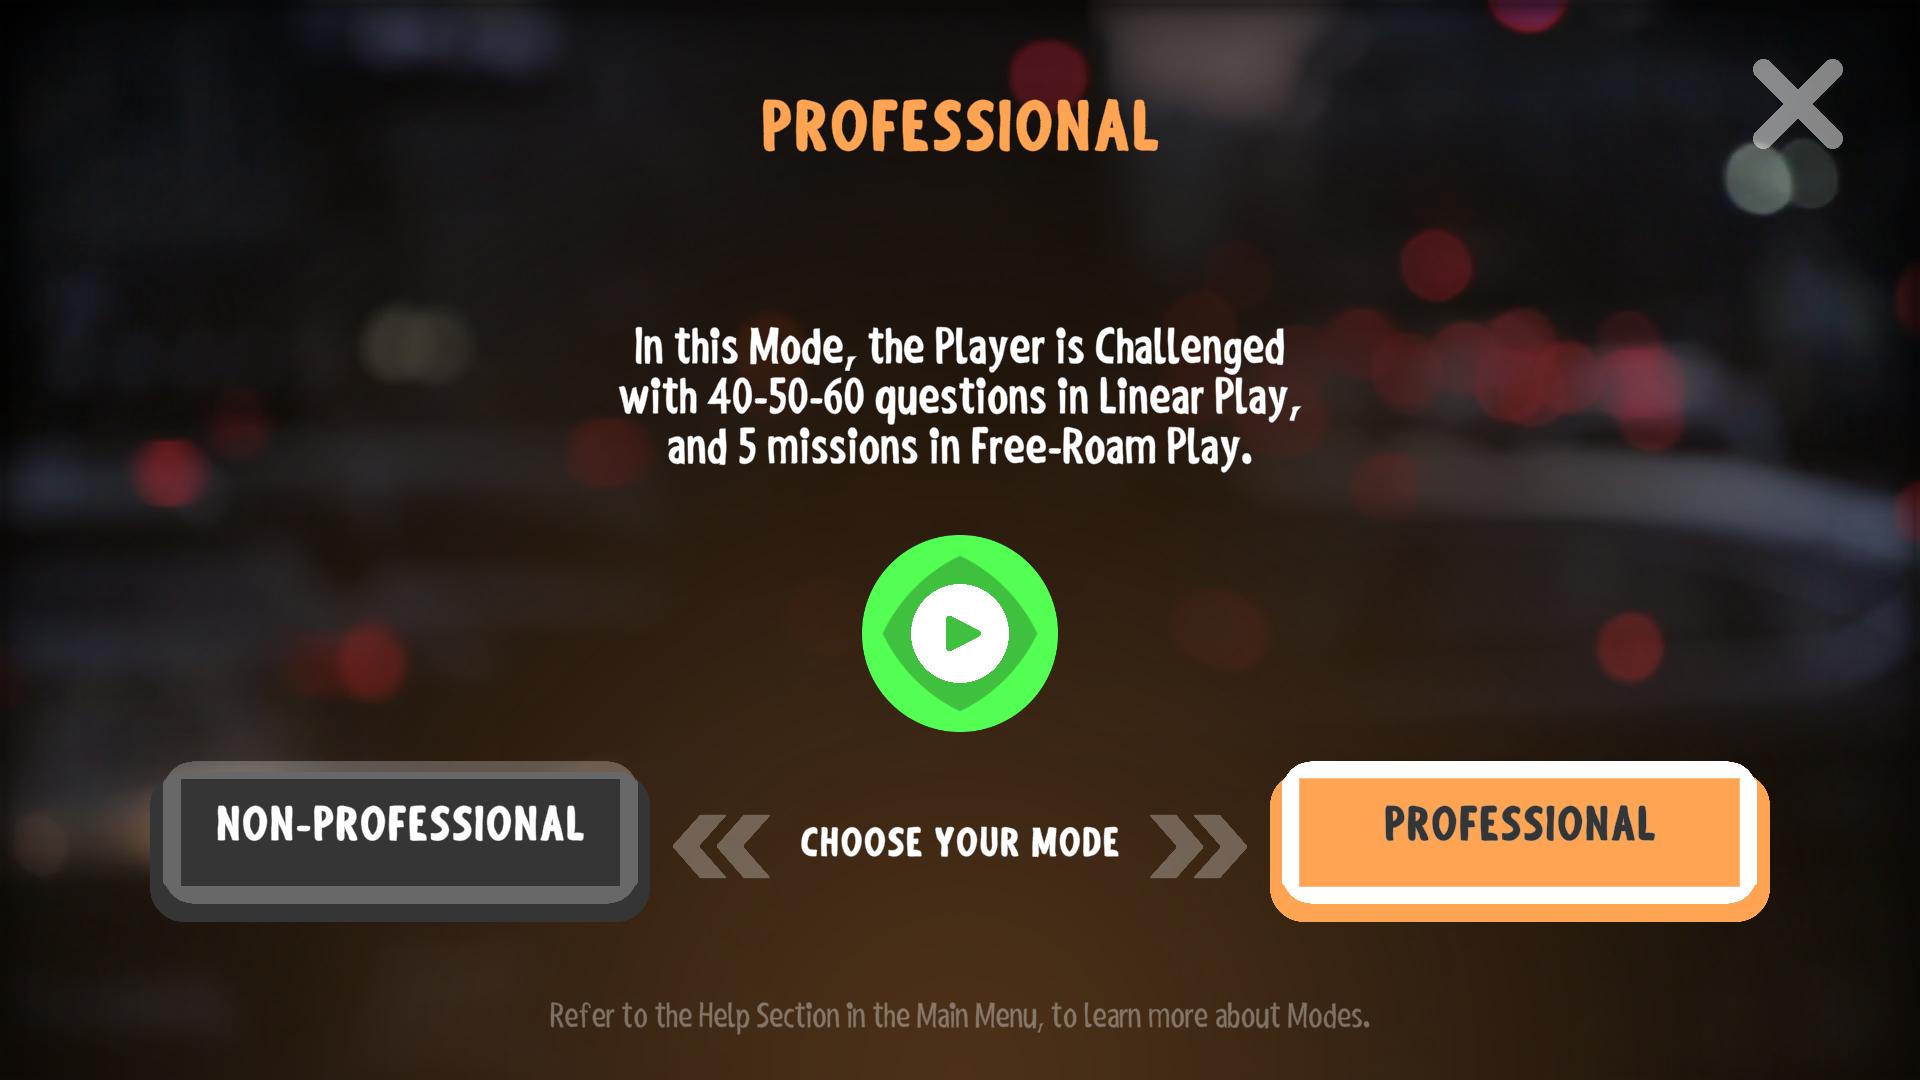 PROFESSIONAL
In this Mode, the Player is Challenged
with 40-50-60 questions in Linear Play,
and 5 missions in Free-Roam Play.
NON-PROFESSIONAL
CHOOSE YOUR MODE
PROFESSIONAL
Refer to the Help Section in the Main Menu, to learn more about Modes.